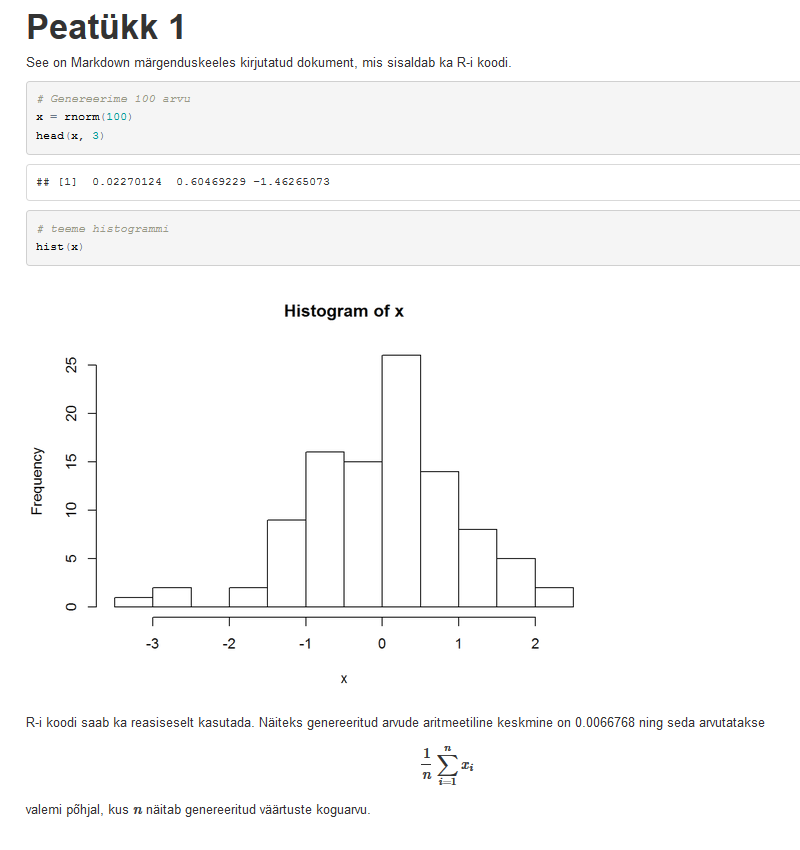 Peatükk 1
See on Markdown märgenduskeeles kirjutatud dokument, mis sisaldab ka R-i koodi.
# Genereerime 100 arvu
x = rnorm(100)
head(x, 3)
## [1]  0.02270124  0.60469229 -1.46265073
# teeme histogrammi
hist(x)
Histogram of x
Frequency
25
20
15
10
5
0
-3 -2 -1 0 1 2
x
R-i koodi saab ka reasiseselt kasutada. Näiteks genereeritud arvude aritmeetiline keskmine on 0.0066768 ning seda arvutatakse
1/n ∑_{i=1}^{n} x_i
valemi põhjal, kus n näitab genereeritud väärtuste koguarvu.